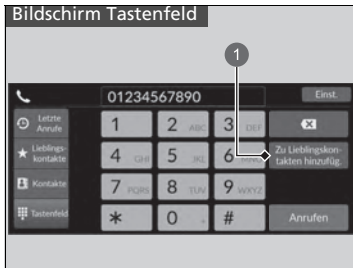 Bildschirm Tastenfeld
1
01234567890
Einst.
Letzte
Anrufe
1
2 ABC
3 DEF
Lieblings-
kontakte
4 GHI
5 JKL
6 MNO
Zu Lieblingskon-
takten hinzufüg.
Kontakte
7 PQRS
8 TUV
9 WXYZ
Tastenfeld
*
0 +
#
Anrufen